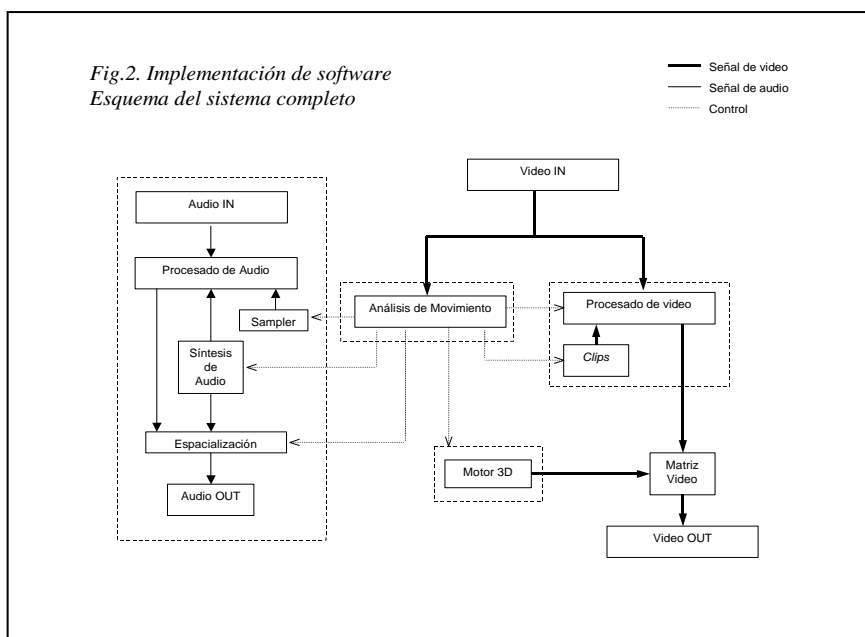 Fig.2. Implementación de software
Esquema del sistema completo
Señal de video
Señal de audio
Control
Video IN
Audio IN
Procesado de Audio
Análisis de Movimiento
Procesado de video
Sampler
Síntesis
de
Audio
Clips
Espacialización
Motor 3D
Matriz
Video
Audio OUT
Video OUT